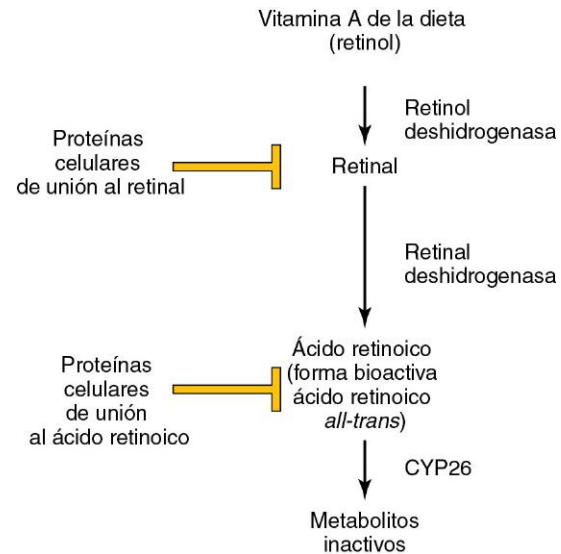 Vitamina A de la dieta
(retinol)
Retinol
deshidrogenasa
Proteínas
celulares
de unión al retinal
Retinal
Retinal
deshidrogenasa
Proteínas
celulares
de unión
al ácido retinoico
Ácido retinoico
(forma bioactiva
ácido retinoico
all-trans)
CYP26
Metabolitos
inactivos